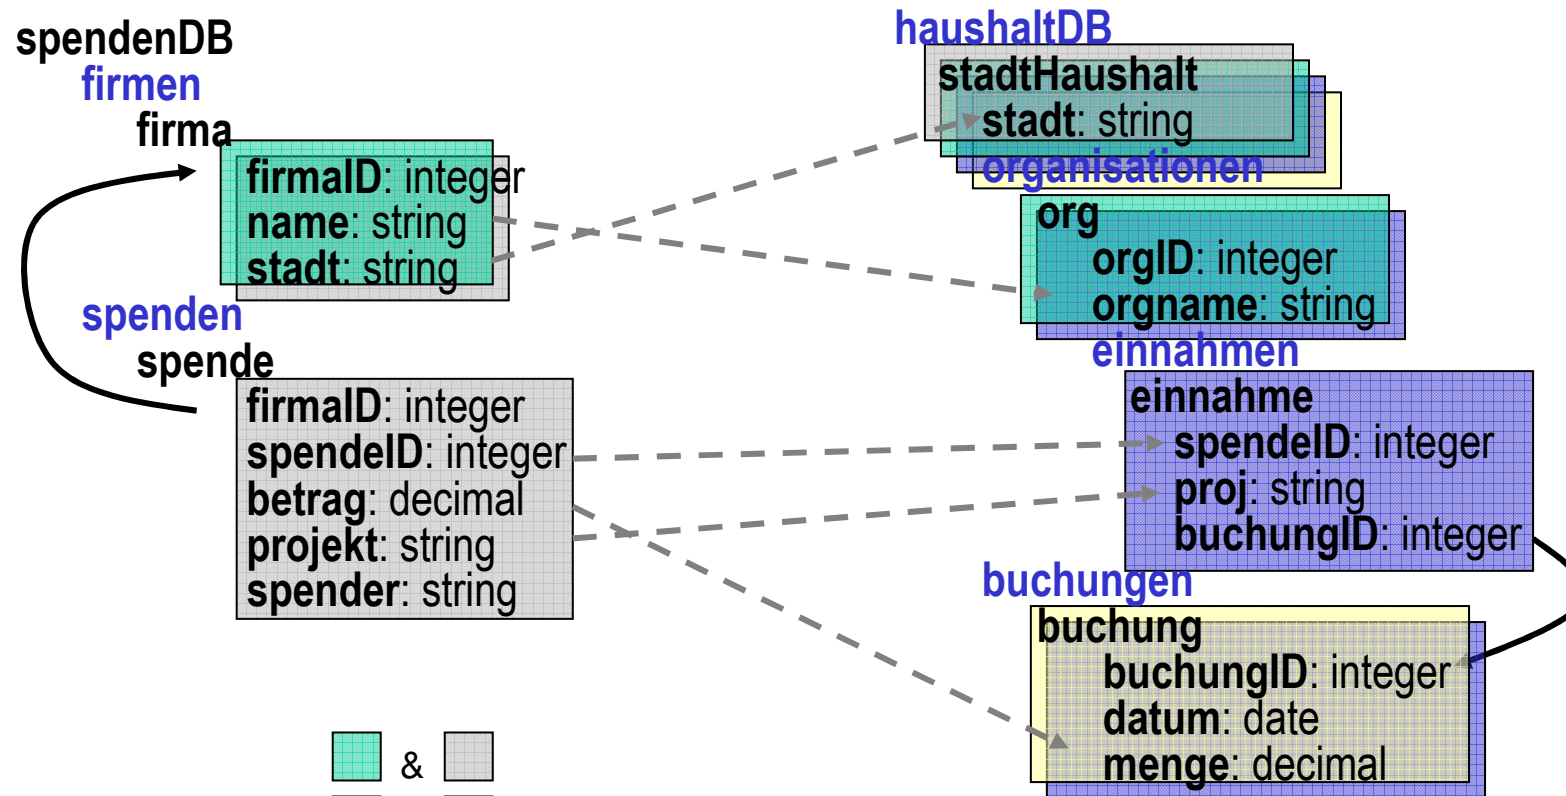 spendenDB
firmen
firma
firmaID: integer
name: string
stadt: string
spenden
spende
firmaID: integer
spendeID: integer
betrag: decimal
projekt: string
spender: string
&
haushaltDB
stadtHaushalt
stadt: string
organisationen
org
orgID: integer
orgname: string
einnahmen
einnahme
spendeID: integer
proj: string
buchungID: integer
buchungen
buchung
buchungID: integer
datum: date
menge: decimal